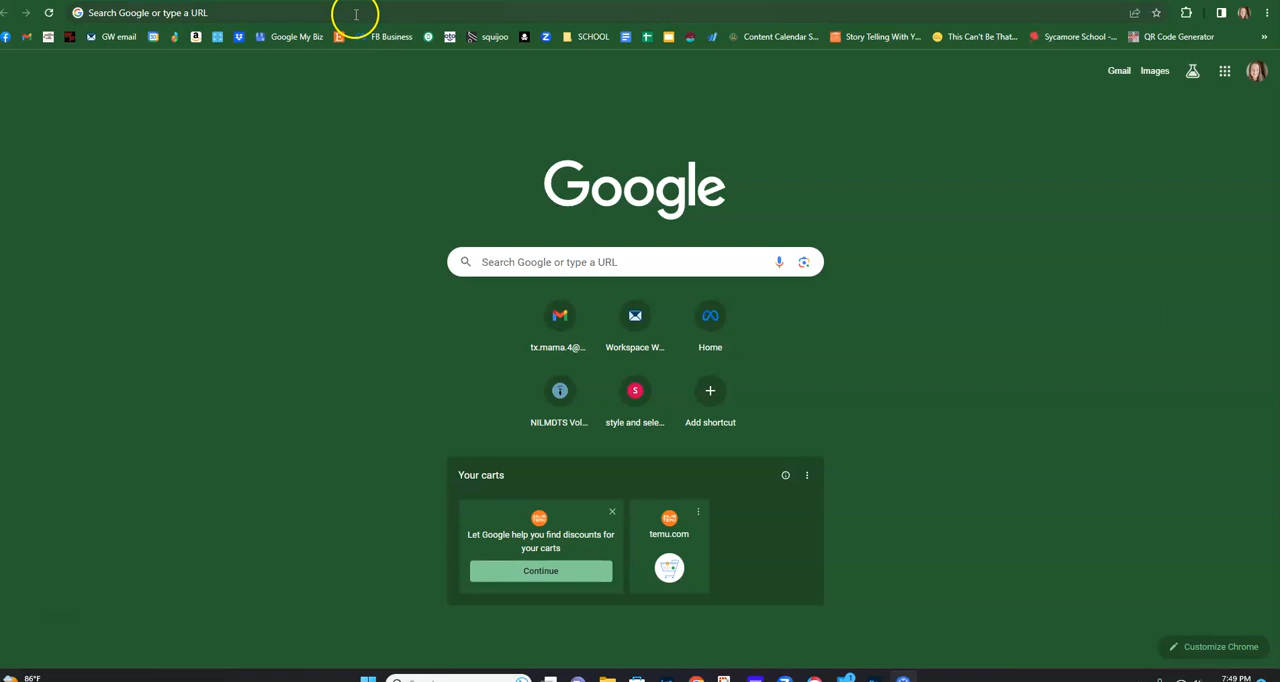 Search Google or type a URL
GW email
Google My Biz
FB Business
squijoo
SCHOOL
Content Calendar S...
Story Telling With Y...
This Can't Be That...
Sycamore School -...
QR Code Generator
»
Gmail
Images
Google
Search Google or type a URL
tx.mama.4@...
Workspace W...
Home
NILMDTS Vol...
S
style and sele...
Add shortcut
Your carts
Let Google help you find discounts for
your carts
Continue
temu.com
Customize Chrome
86°F
7:49 PM